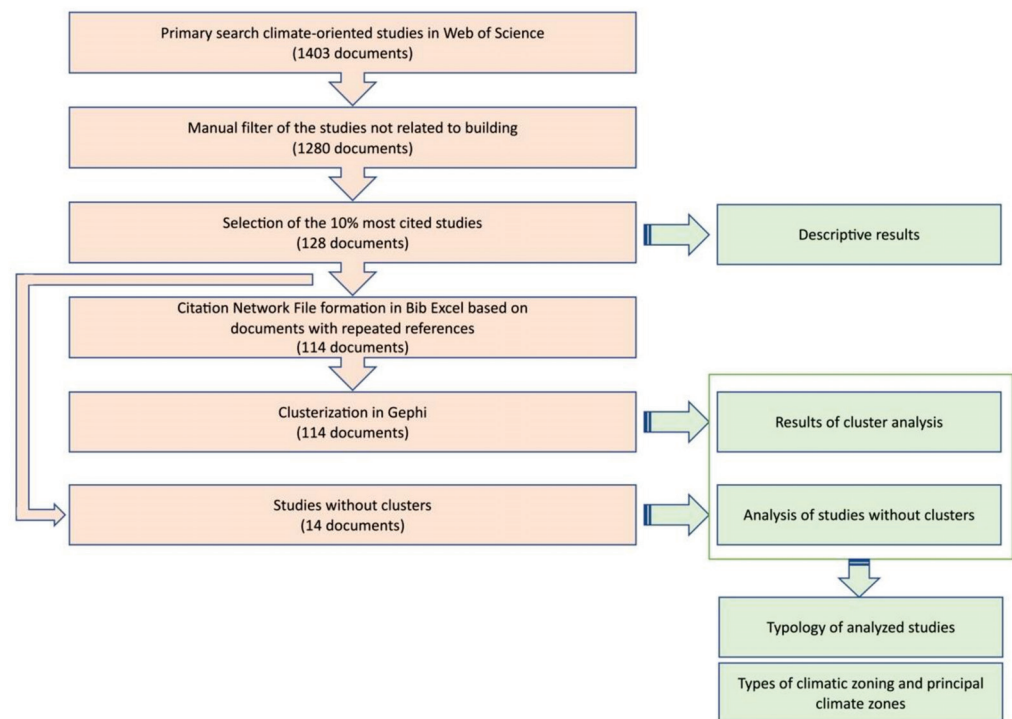 Primary search climate-oriented studies in Web of Science
(1403 documents)
Manual filter of the studies not related to building
(1280 documents)
Selection of the 10% most cited studies
(128 documents)
Descriptive results
Citation Network File formation in Bib Excel based on
documents with repeated references
(114 documents)
Clusterization in Gephi
(114 documents)
Results of cluster analysis
Studies without clusters
(14 documents)
Analysis of studies without clusters
Typology of analyzed studies
Types of climatic zoning and principal
climate zones